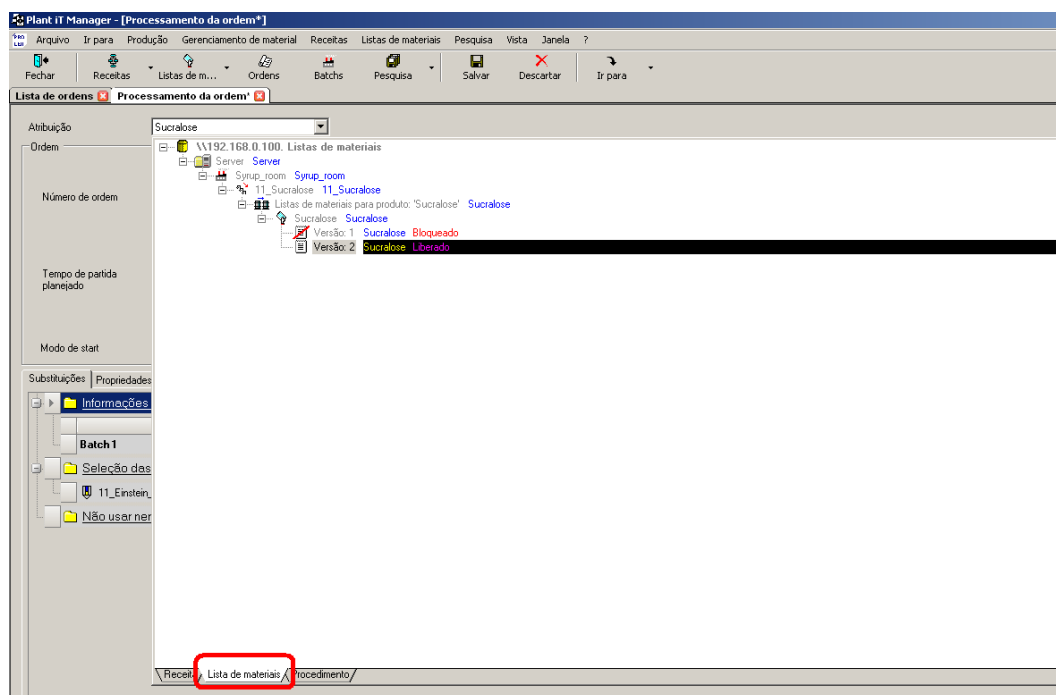 Plant iT Manager - [Processamento da ordem*]
Arquivo Ir para Produção Gerenciamento de material Receitas Listas de materiais Pesquisa Vista Janela ?
Fechar Receitas Listas de m... Ordens Batchs Pesquisa Salvar Descartar Ir para
Lista de ordens Processamento da ordem*
Atribuição Sucralose
Ordem \\192.168.0.100. Listas de materiais
Server Server
Syrup_room Syrup_room
Número de ordem 11_Sucralose 11_Sucralose
Listas de materiais para produto: 'Sucralose' Sucralose
Sucralose Sucralose
Versão: 1 Sucralose Bloqueado
Versão: 2 Sucralose Liberado
Tempo de partida
planejado
Modo de start
Substituições Propriedades
Informações
Batch 1
Seleção das
11_Einstein_
Não usar ner
Receita Lista de materiais Procedimento